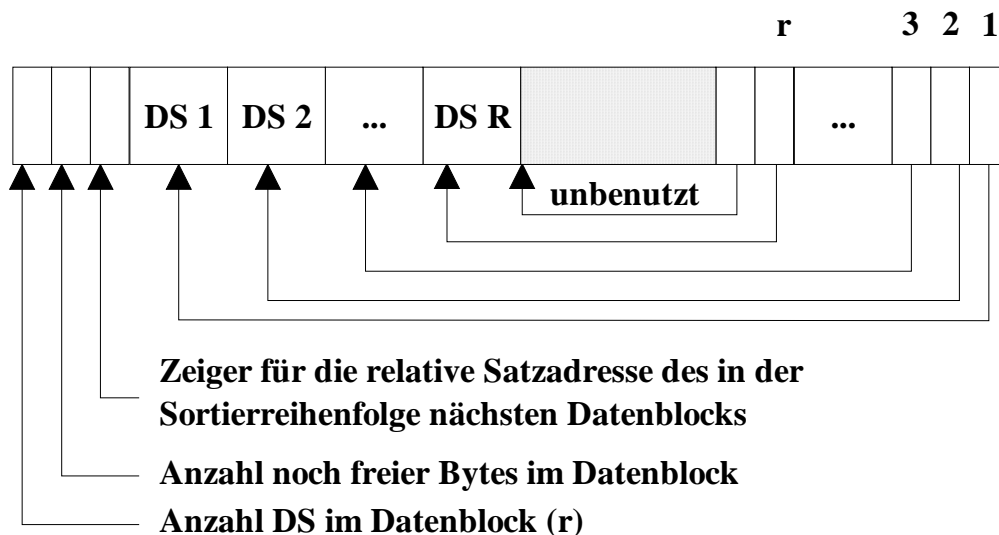 r 3 2 1
DS 1 DS 2 ... DS R ...
unbenutzt
Zeiger für die relative Satzadresse des in der
Sortierreihenfolge nächsten Datenblocks
Anzahl noch freier Bytes im Datenblock
Anzahl DS im Datenblock (r)